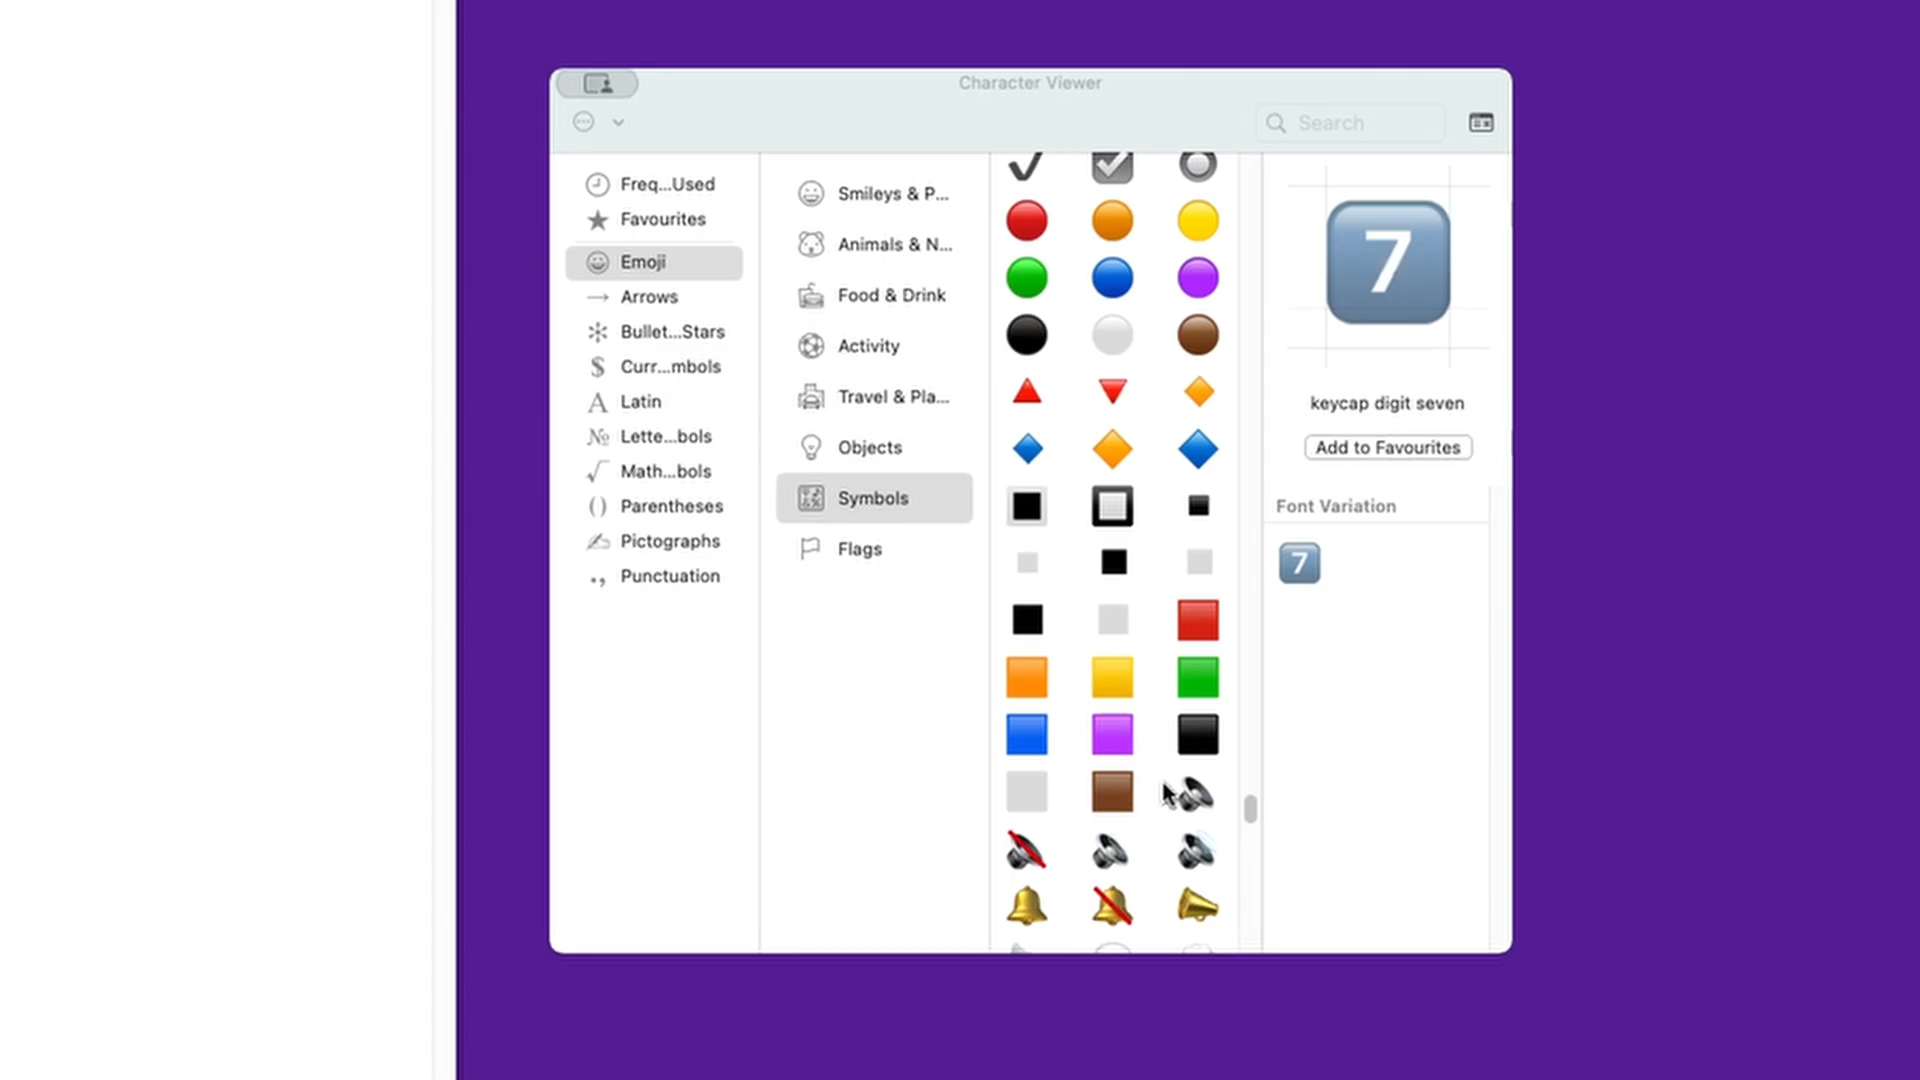 Character Viewer
Search
Freq...Used
Favourites
Emoji
Arrows
Bullet...Stars
Curr...mbols
Latin
Lette...bols
Math...bols
Parentheses
Pictographs
Punctuation
Smileys & P...
Animals & N...
Food & Drink
Activity
Travel & Pla...
Objects
Symbols
Flags
7
keycap digit seven
Add to Favourites
Font Variation
7